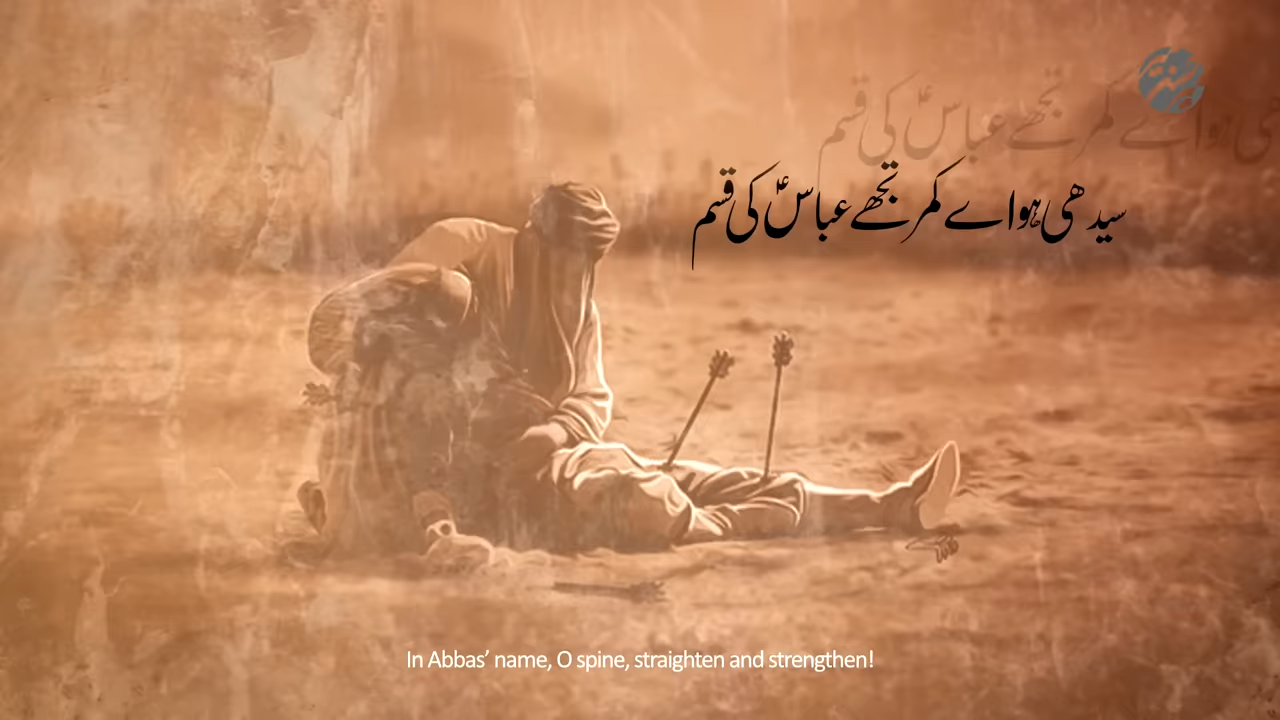 سیدھی ہو اے کمر تجھے عباسؑ کی قسم
In Abbas’ name, O spine, straighten and strengthen!